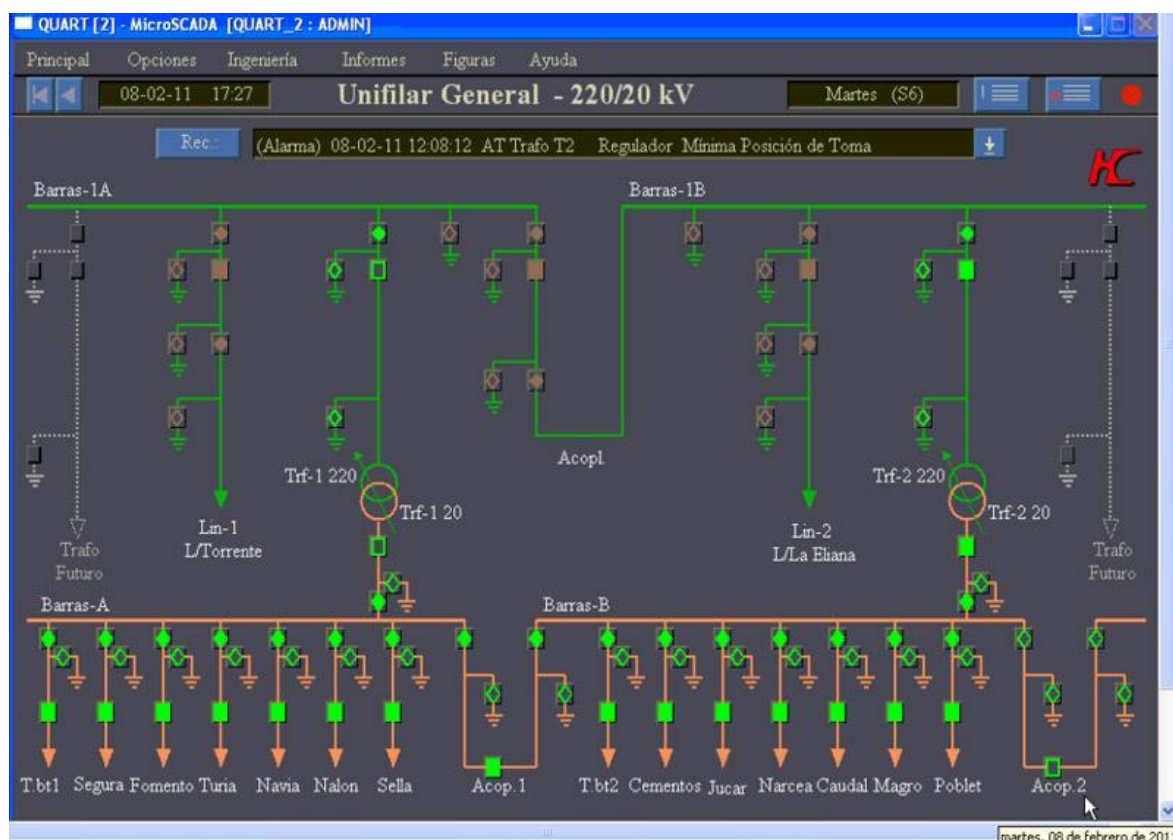 QUART [2] - MicroSCADA [QUART_2 : ADMIN]
Principal Opciones Ingeniería Informes Figuras Ayuda
08-02-11 17:27 Unifilar General - 220/20 kV Martes (S6)
Rec.: (Alarma) 08-02-11 12:08:12 AT Trafo T2 Regulador Mínima Posición de Toma
HC
Barras-1A Barras-1B
Acopl.
Trf-1 220 Trf-2 220
Trf-1 20 Trf-2 20
Lin-1 Lin-2
L/Torrente L/La Eliana
Trafo Trafo
Futuro Futuro
Barras-A Barras-B
T.bt1 Segura Fomento Turia Navia Nalon Sella Acop.1 T.bt2 Cementos Jucar Narcea Caudal Magro Poblet Acop.2
martes, 08 de febrero de 201